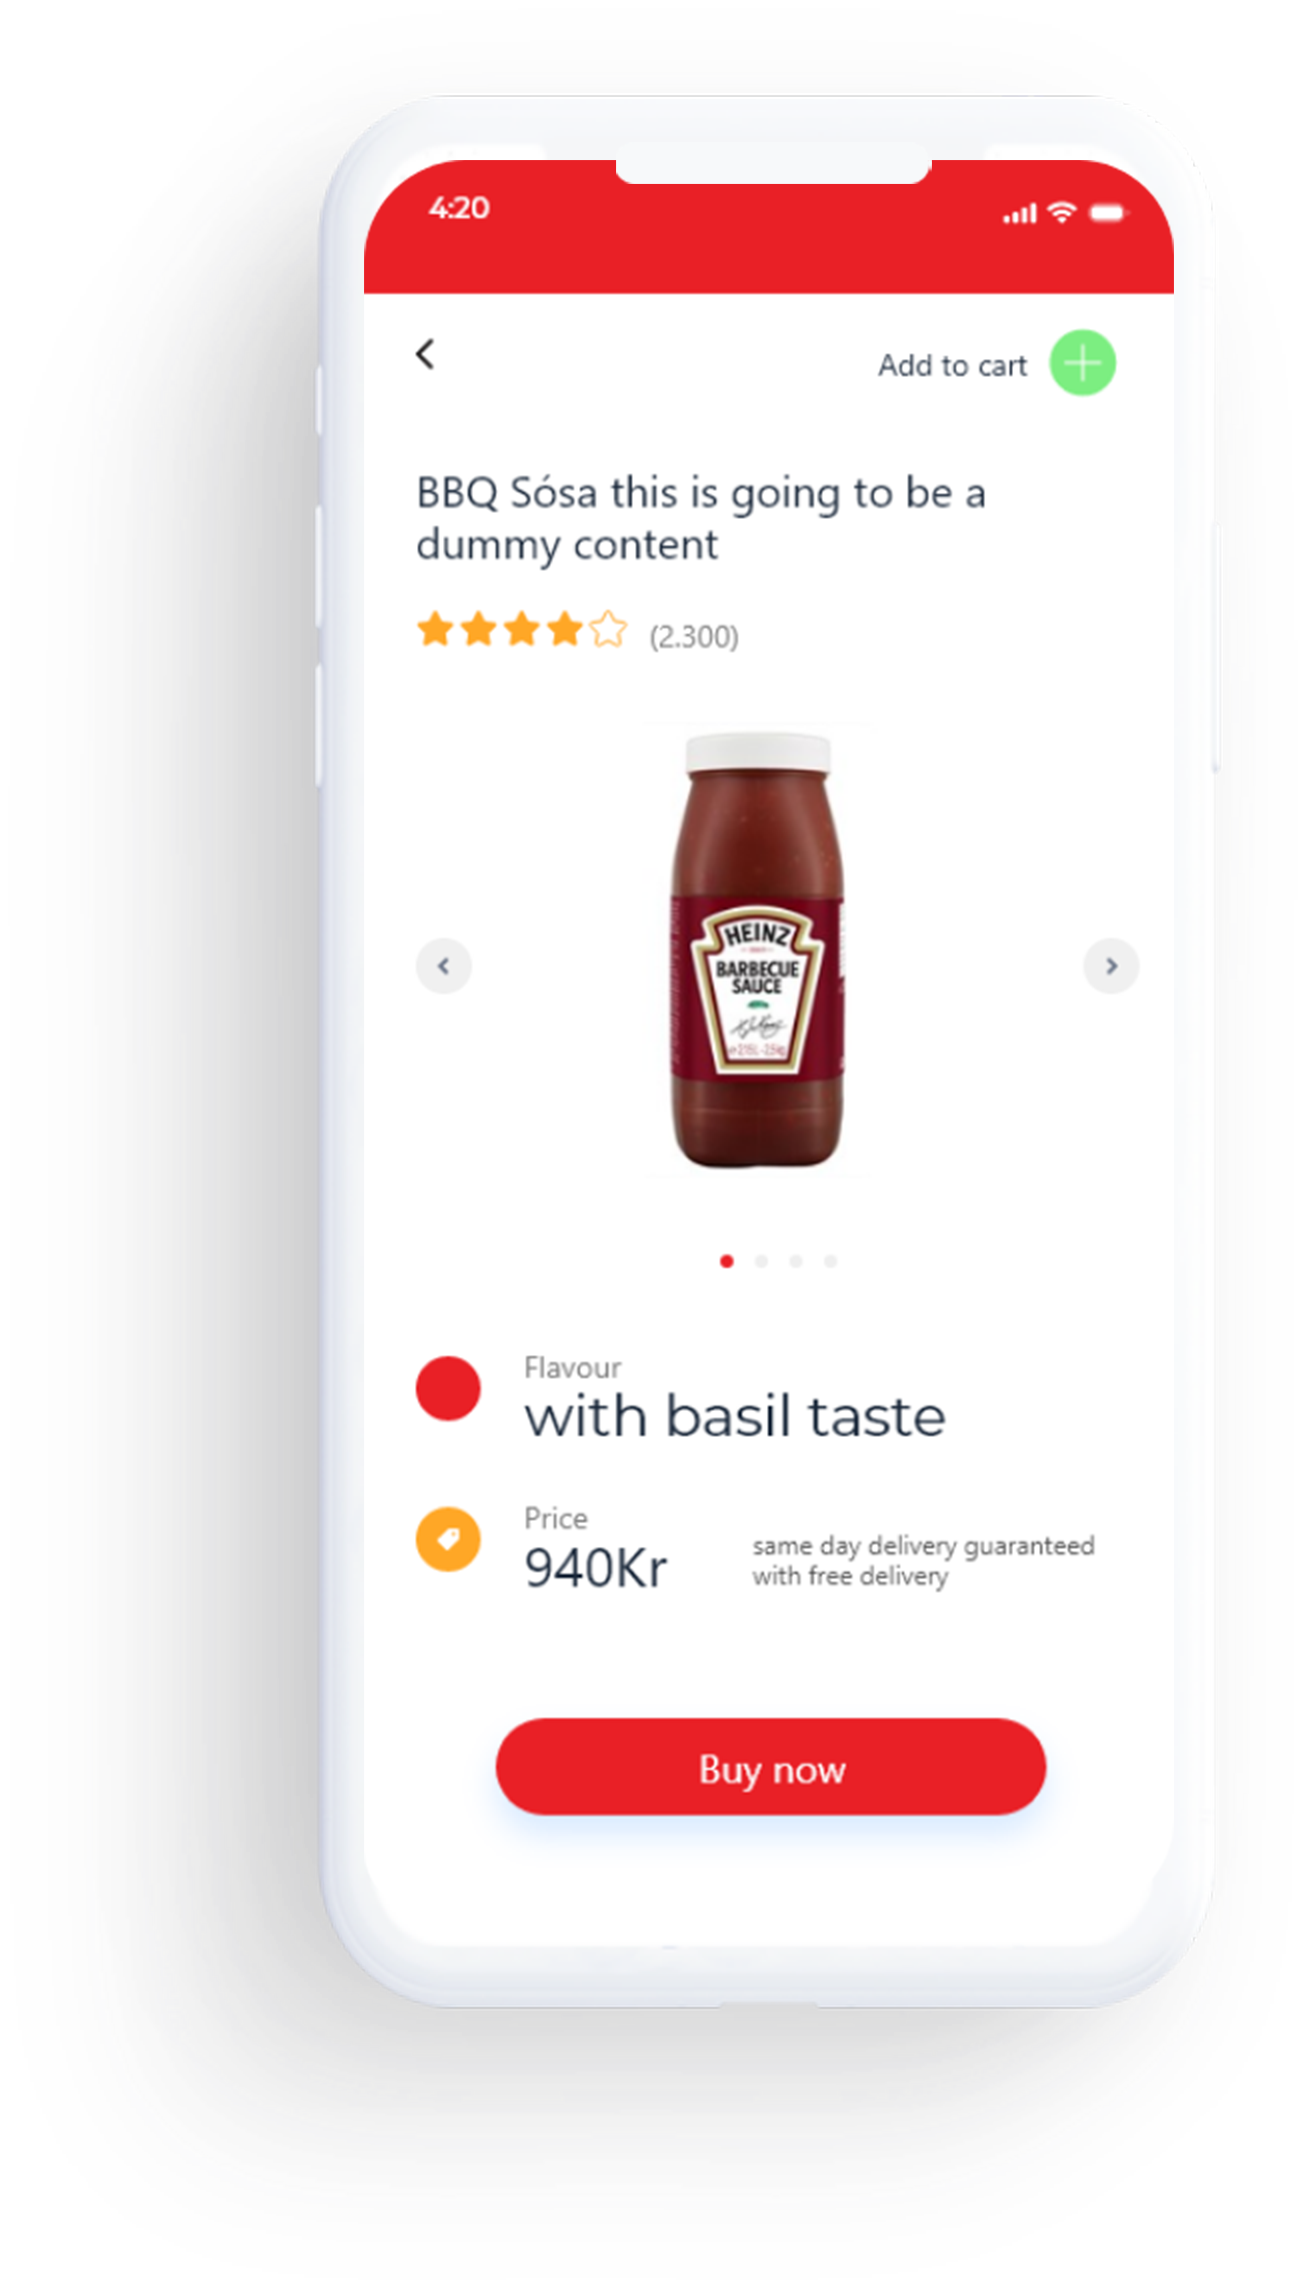 4:20
Add to cart
BBQ Sósa this is going to be a
dummy content
(2.300)
HEINZ
BARBECUE
SAUCE
Flavour
with basil taste
Price
940Kr
same day delivery guaranteed
with free delivery
Buy now